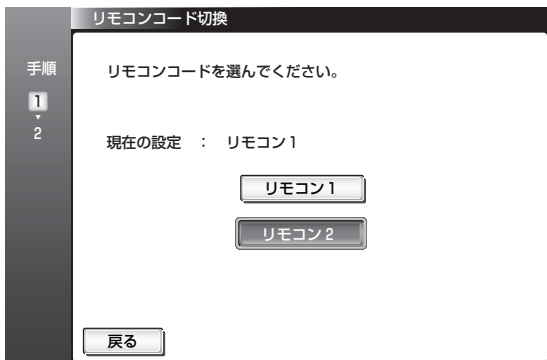 リモコンコード切換
手順
1
2
リモコンコードを選んでください。
現在の設定 ： リモコン1
リモコン1
リモコン2
戻る